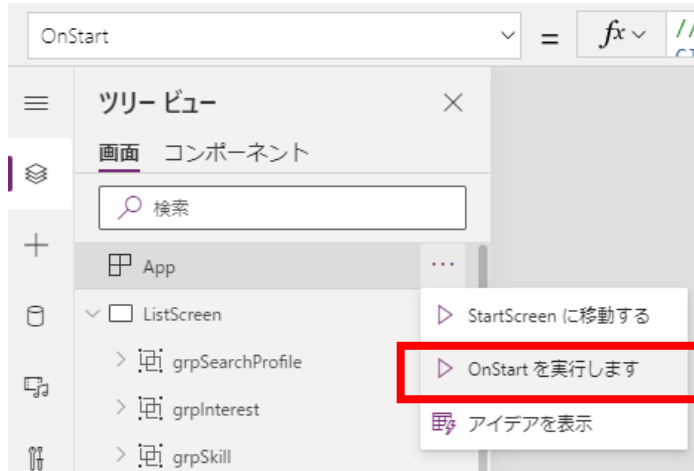 OnStart
=
fx
//
ツリー ビュー
画面 コンポーネント
検索
App
ListScreen
StartScreen に移動する
grpSearchProfile
OnStart を実行します
grpInterest
アイデアを表示
grpSkill